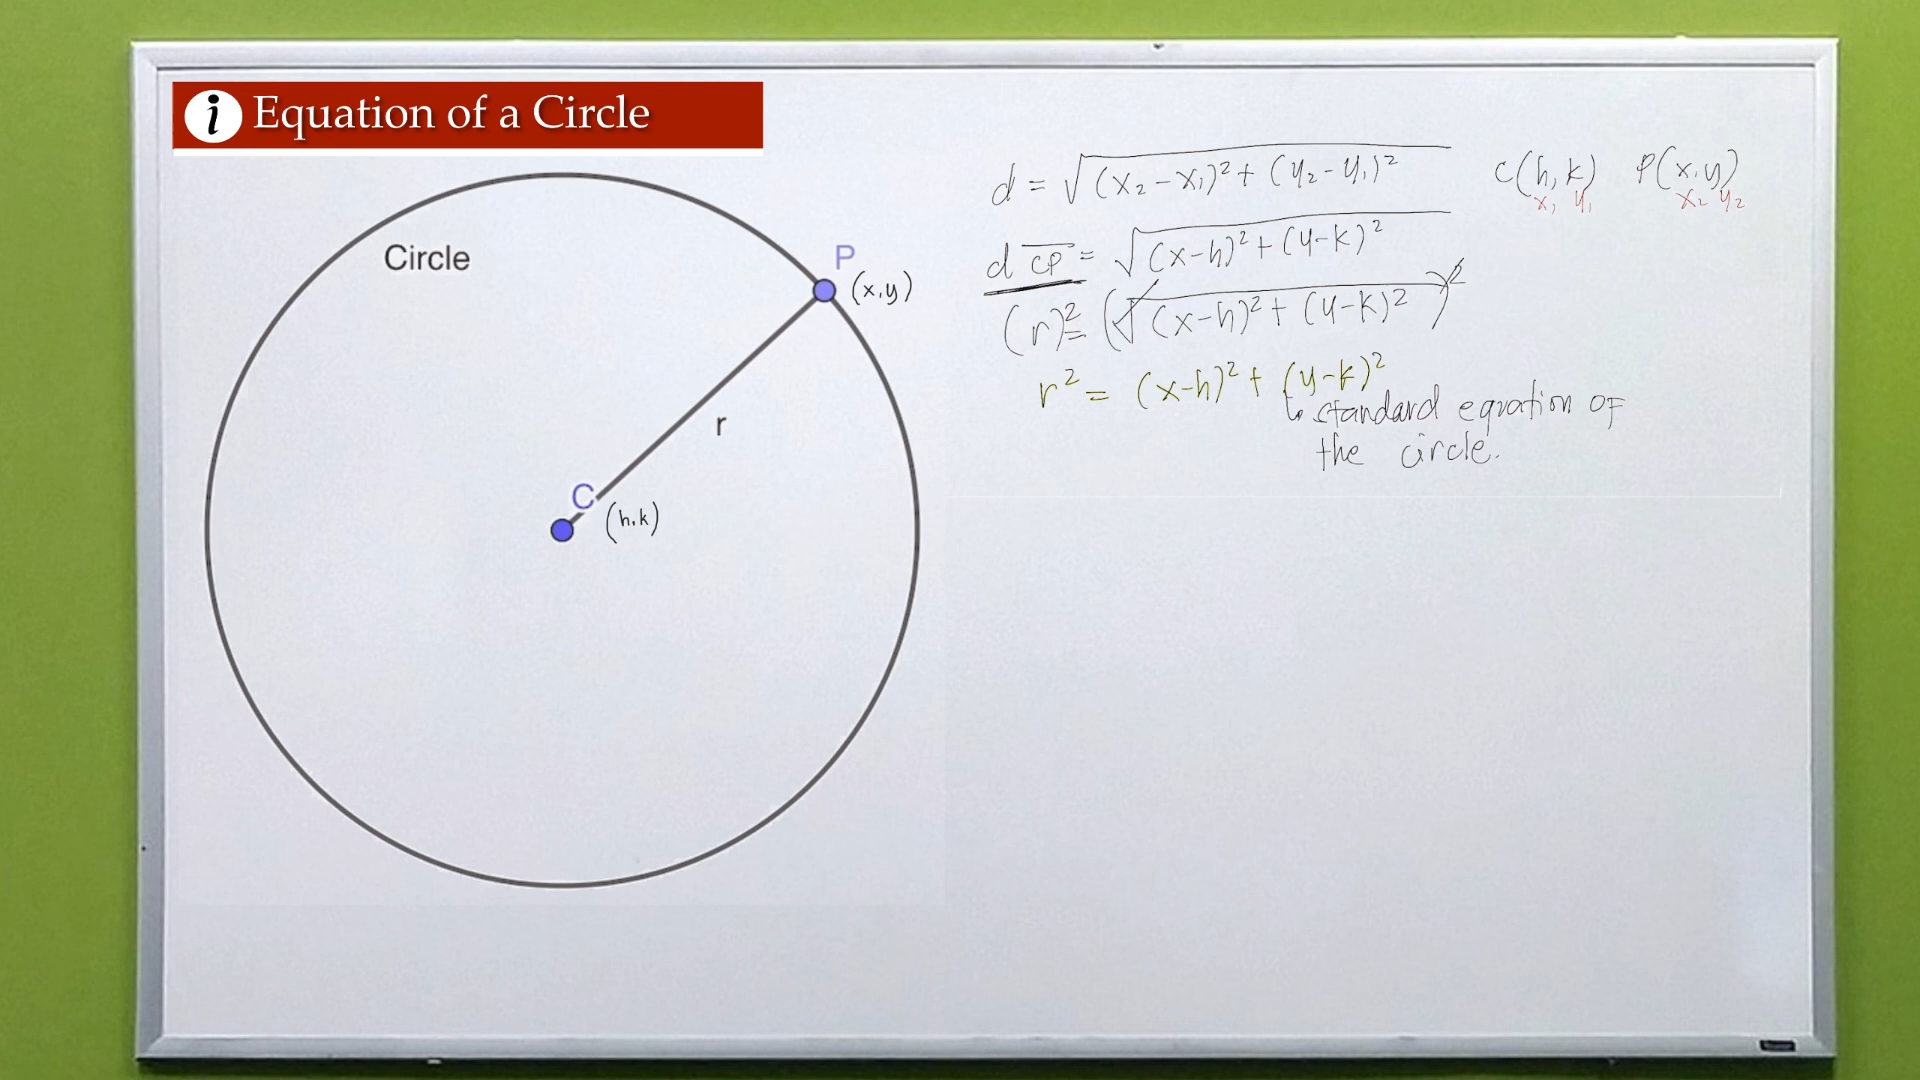 i Equation of a Circle
d = √(x₂-x₁)² + (y₂-y₁)²
C(h, k) P(x,y)
x₁ y₁ x₂ y₂
d CP = √(x-h)² + (y-k)²
(r)² = (√(x-h)² + (y-k)²)²
r² = (x-h)² + (y-k)²
↳ standard equation of
the circle.
Circle
P
(x,y)
r
C
(h,k)